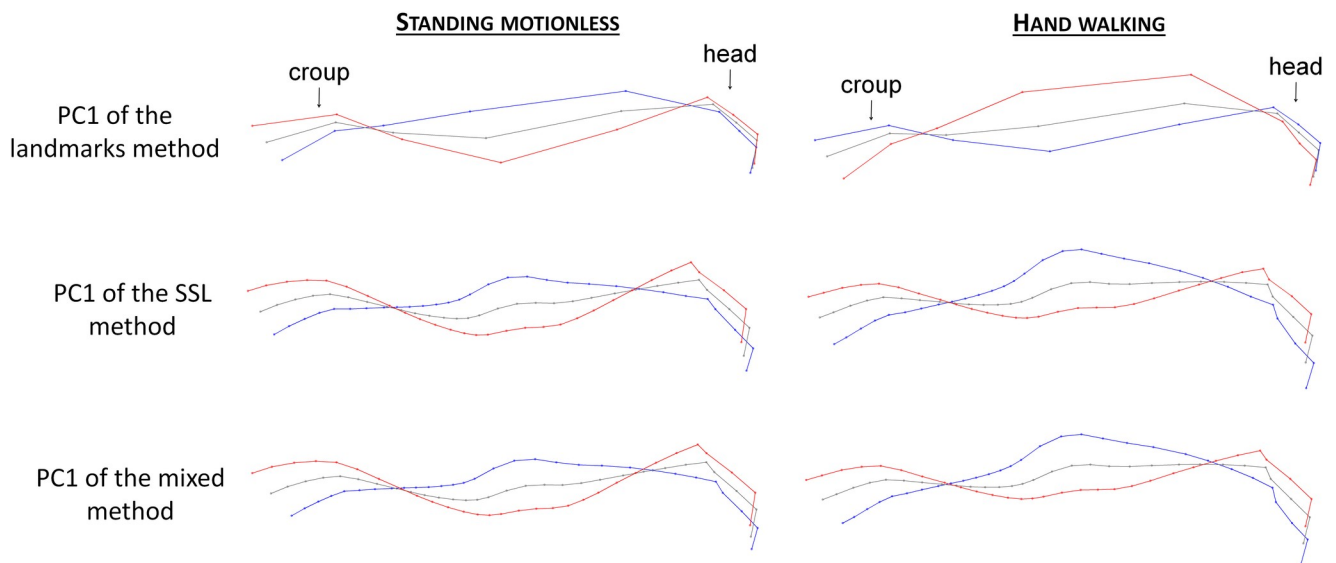 STANDING MOTIONLESS
HAND WALKING
croup
head
croup
head
PC1 of the
landmarks method
PC1 of the SSL
method
PC1 of the mixed
method